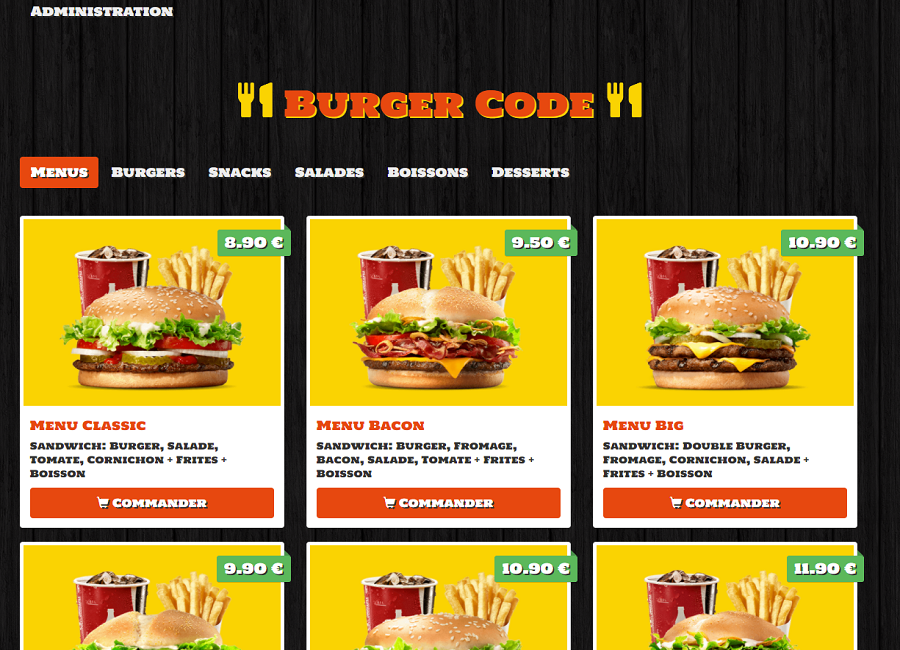 Administration
Burger Code
Menus Burgers Snacks Salades Boissons Desserts
8.90 € 9.50 € 10.90 €
Menu Classic
Sandwich: Burger, Salade,
Tomate, Cornichon + Frites +
Boisson
Commander
Menu Bacon
Sandwich: Burger, Fromage,
Bacon, Salade, Tomate + Frites +
Boisson
Commander
Menu Big
Sandwich: Double Burger,
Fromage, Cornichon, Salade +
Frites + Boisson
Commander
9.90 € 10.90 € 11.90 €